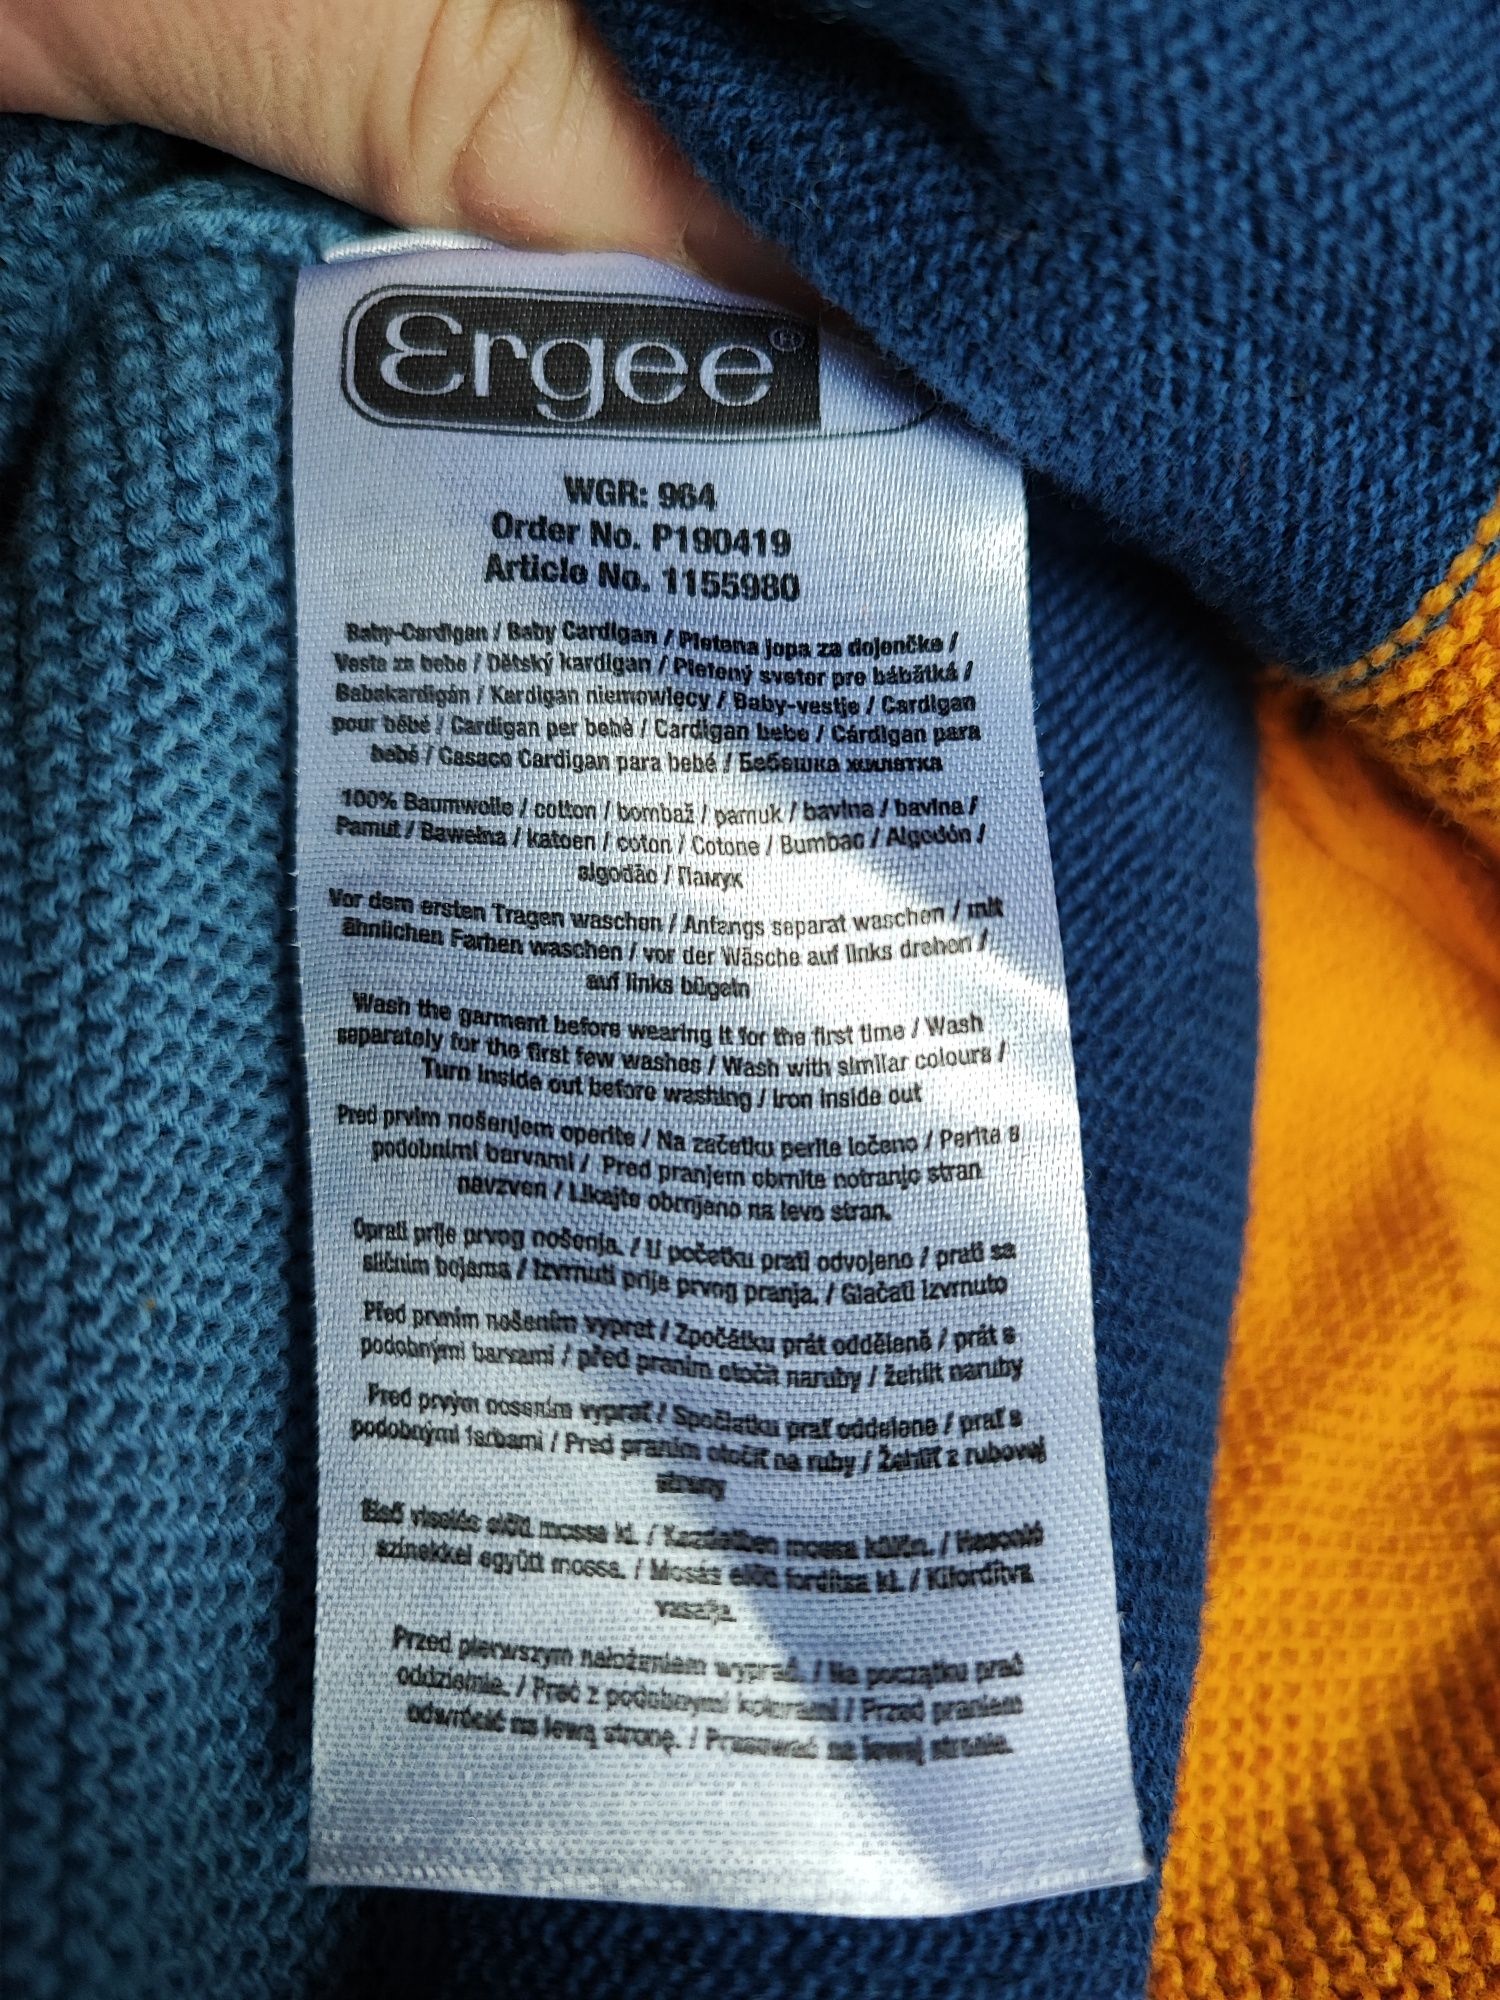 Ergee®
WGR: 964
Order No. P190419
Article No. 1155980
Baby-Cardigan / Baby Cardigan / Pletena jopa za dojenčke /
Vesta za bebe / Dětský kardigan / Pletený sveter pre bábätká /
Babakardigán / Kardigan niemowlęcy / Baby-vestje / Cardigan
pour bébé / Cardigan per bebè / Cardigan bebe / Cárdigan para
bebé / Casaco Cardigan para bebé / Бебешка жилетка
100% Baumwolle / cotton / bombaž / pamuk / bavlna / bavlna /
Pamut / Bawełna / katoen / coton / Cotone / Bumbac / Algodón /
algodão / Памук
Vor dem ersten Tragen waschen / Anfangs separat waschen / mit
ähnlichen Farben waschen / vor der Wäsche auf links drehen /
auf links bügeln
Wash the garment before wearing it for the first time / Wash
separately for the first few washes / Wash with similar colours /
Turn inside out before washing / Iron inside out
Pred prvim nošenjem operite / Na začetku perite ločeno / Perite s
podobnimi barvami / Pred pranjem obrnite notranjo stran
navzven / Likajte obrnjeno na levo stran.
Oprati prije prvog nošenja. / U početku prati odvojeno / prati sa
sličnim bojama / Izvrnuti prije prvog pranja. / Glačati izvrnuto
Před prvním nošením vyprat / Zpočátku prát odděleně / prát s
podobnými barvami / před praním otočit naruby / žehlit naruby
Pred prvým nosením vyprať / Spočiatku prať oddelene / prať s
podobnými farbami / Pred praním otočiť na ruby / Žehliť z rubovej
strany
Első viselés előtt mossa ki. / Kezdetben mossa külön. / Hasonló
színekkel együtt mossa. / Mosás előtt fordítsa ki. / Kifordítva
vasalja.
Przed pierwszym nałożeniem wyprać. / Na początku prać
oddzielnie. / Prać z podobnymi kolorami / Przed praniem
odwrócić na lewą stronę. / Prasować na lewej stronie.